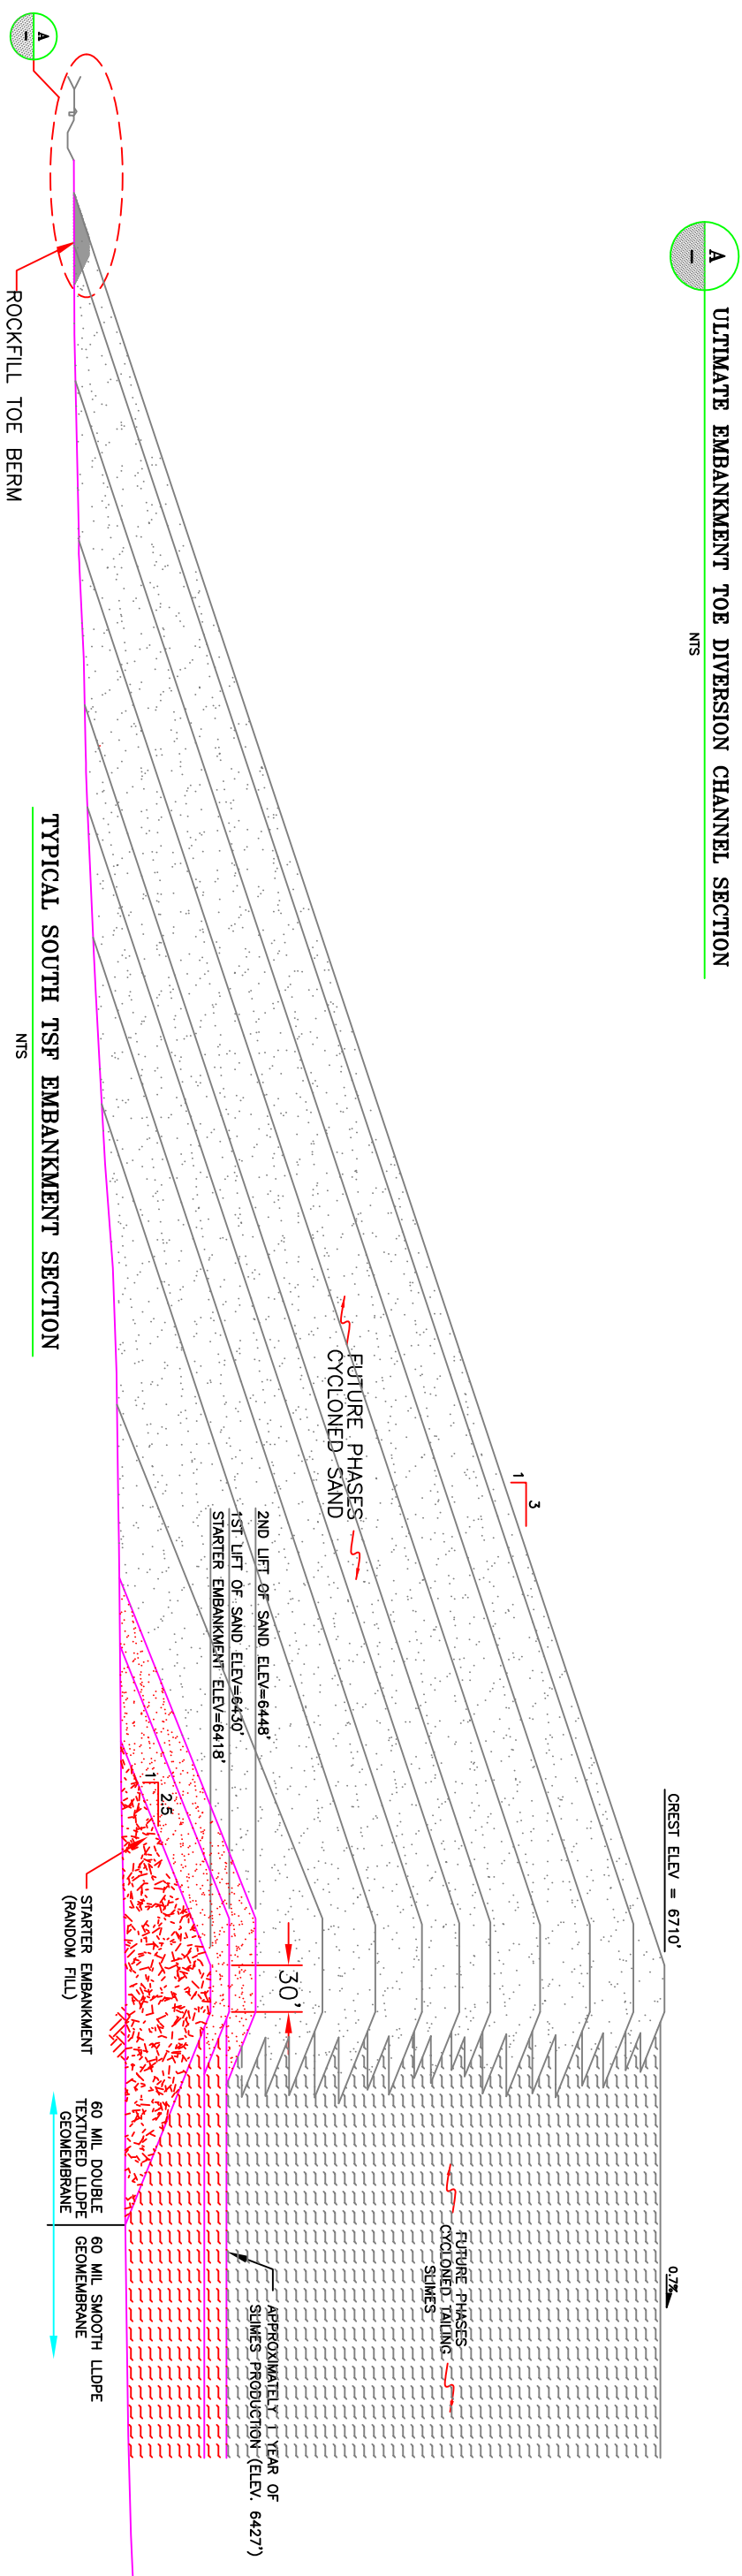 A
–
ULTIMATE EMBANKMENT TOE DIVERSION CHANNEL SECTION
NTS
CREST ELEV = 6710'
0.7%
3
1
FUTURE PHASES
CYCLONED SAND
FUTURE PHASES
CYCLONED TAILING
SLIMES
2ND LIFT OF SAND ELEV=6448'
1ST LIFT OF SAND ELEV=6430'
STARTER EMBANKMENT ELEV=6418'
30'
APPROXIMATELY 1 YEAR OF
SLIMES PRODUCTION (ELEV. 6427')
2.5
1
A
–
ROCKFILL TOE BERM
STARTER EMBANKMENT
(RANDOM FILL)
60 MIL DOUBLE
TEXTURED LLDPE
GEOMEMBRANE
60 MIL SMOOTH LLDPE
GEOMEMBRANE
TYPICAL SOUTH TSF EMBANKMENT SECTION
NTS